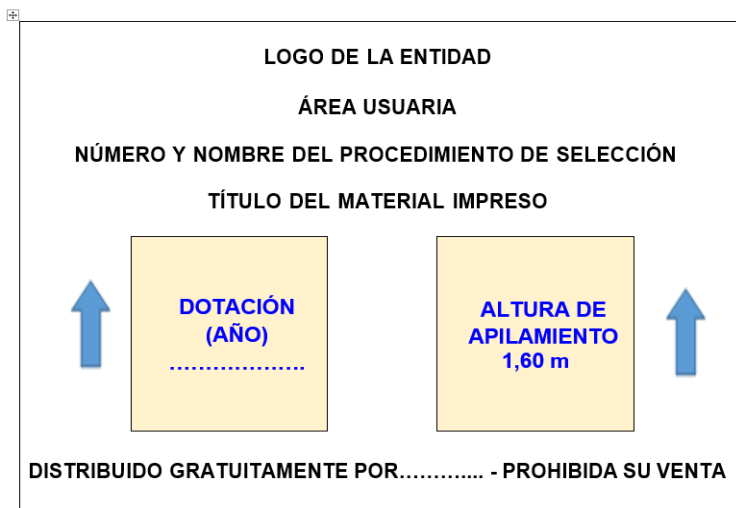 LOGO DE LA ENTIDAD
ÁREA USUARIA
NÚMERO Y NOMBRE DEL PROCEDIMIENTO DE SELECCIÓN
TÍTULO DEL MATERIAL IMPRESO
DOTACIÓN
(AÑO)
...................
ALTURA DE
APILAMIENTO
1,60 m
DISTRIBUIDO GRATUITAMENTE POR.............. - PROHIBIDA SU VENTA